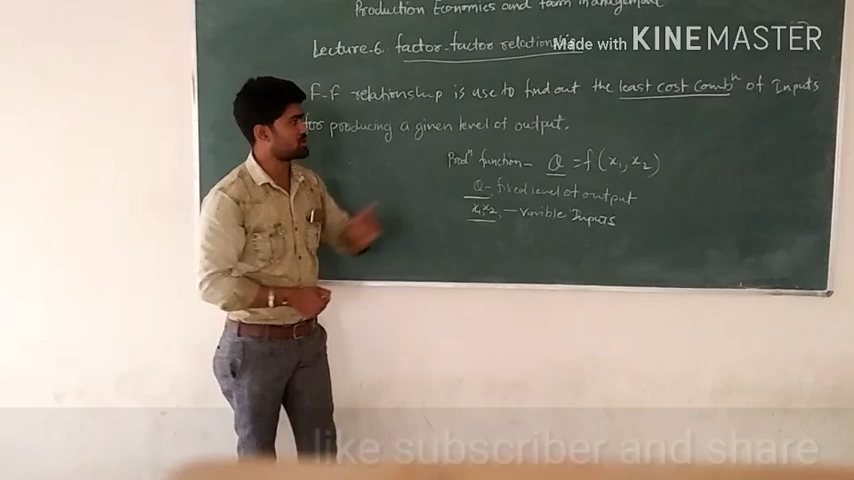 Production Economics and farm management
Lecture-6. factor-factor relationship
Made with KINEMASTER
F-F relationship is use to find out the least cost combⁿ of Inputs
for producing a given level of output.
Prodⁿ function- Q = f(x₁, x₂)
Q- fixed level of output
x₁,x₂ - varible Inputs
like subscriber and share